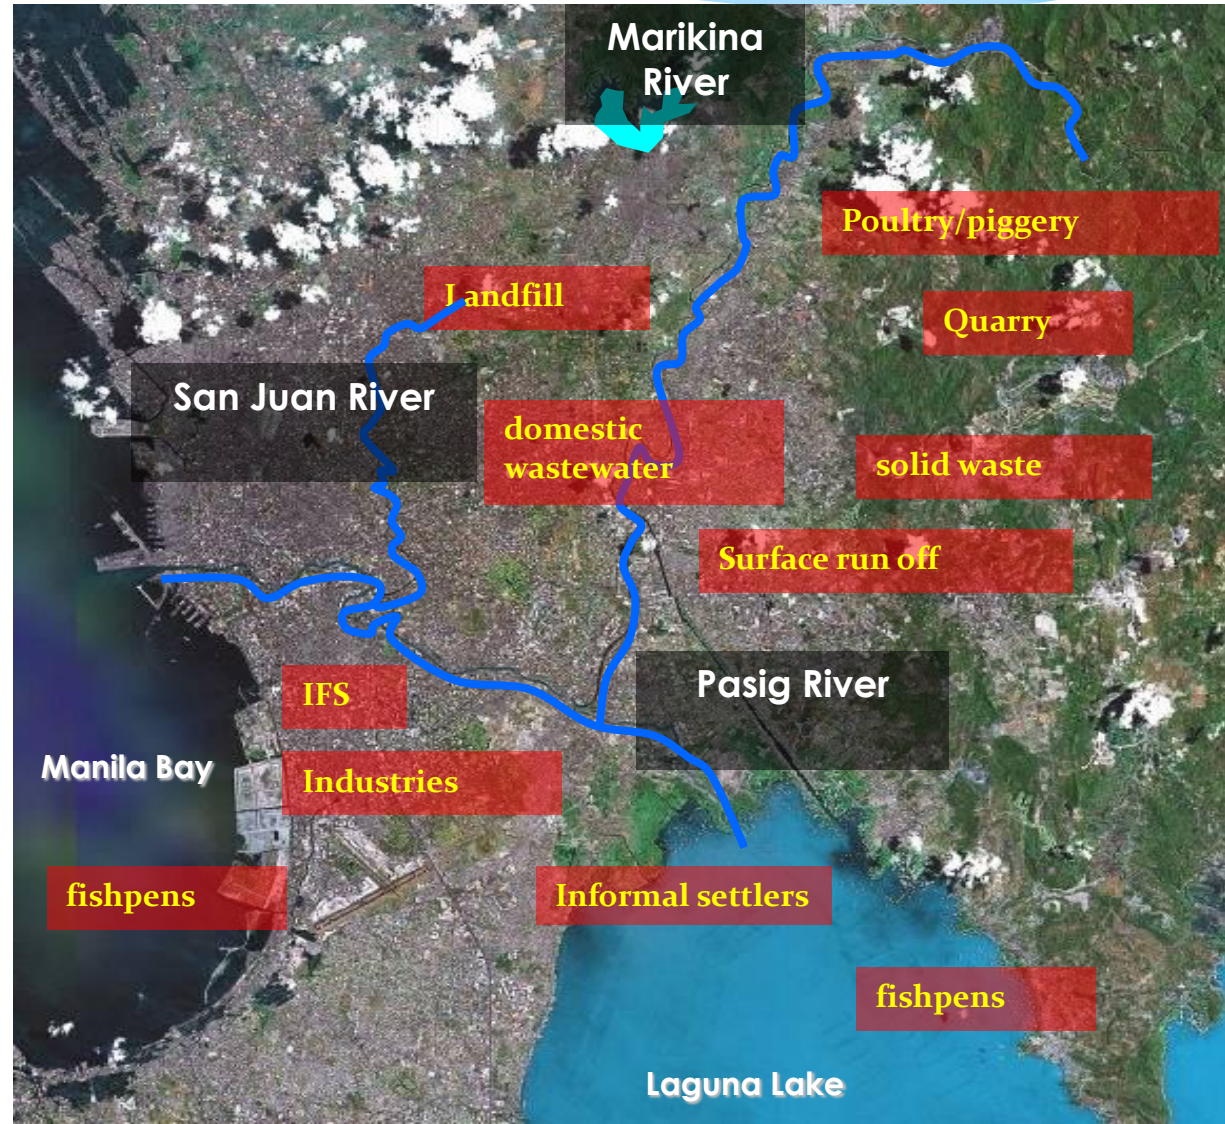 Marikina
River
Poultry/piggery
Landfill
Quarry
San Juan River
domestic
wastewater
solid waste
Surface run off
IFS
Pasig River
Manila Bay
Industries
fishpens
Informal settlers
fishpens
Laguna Lake